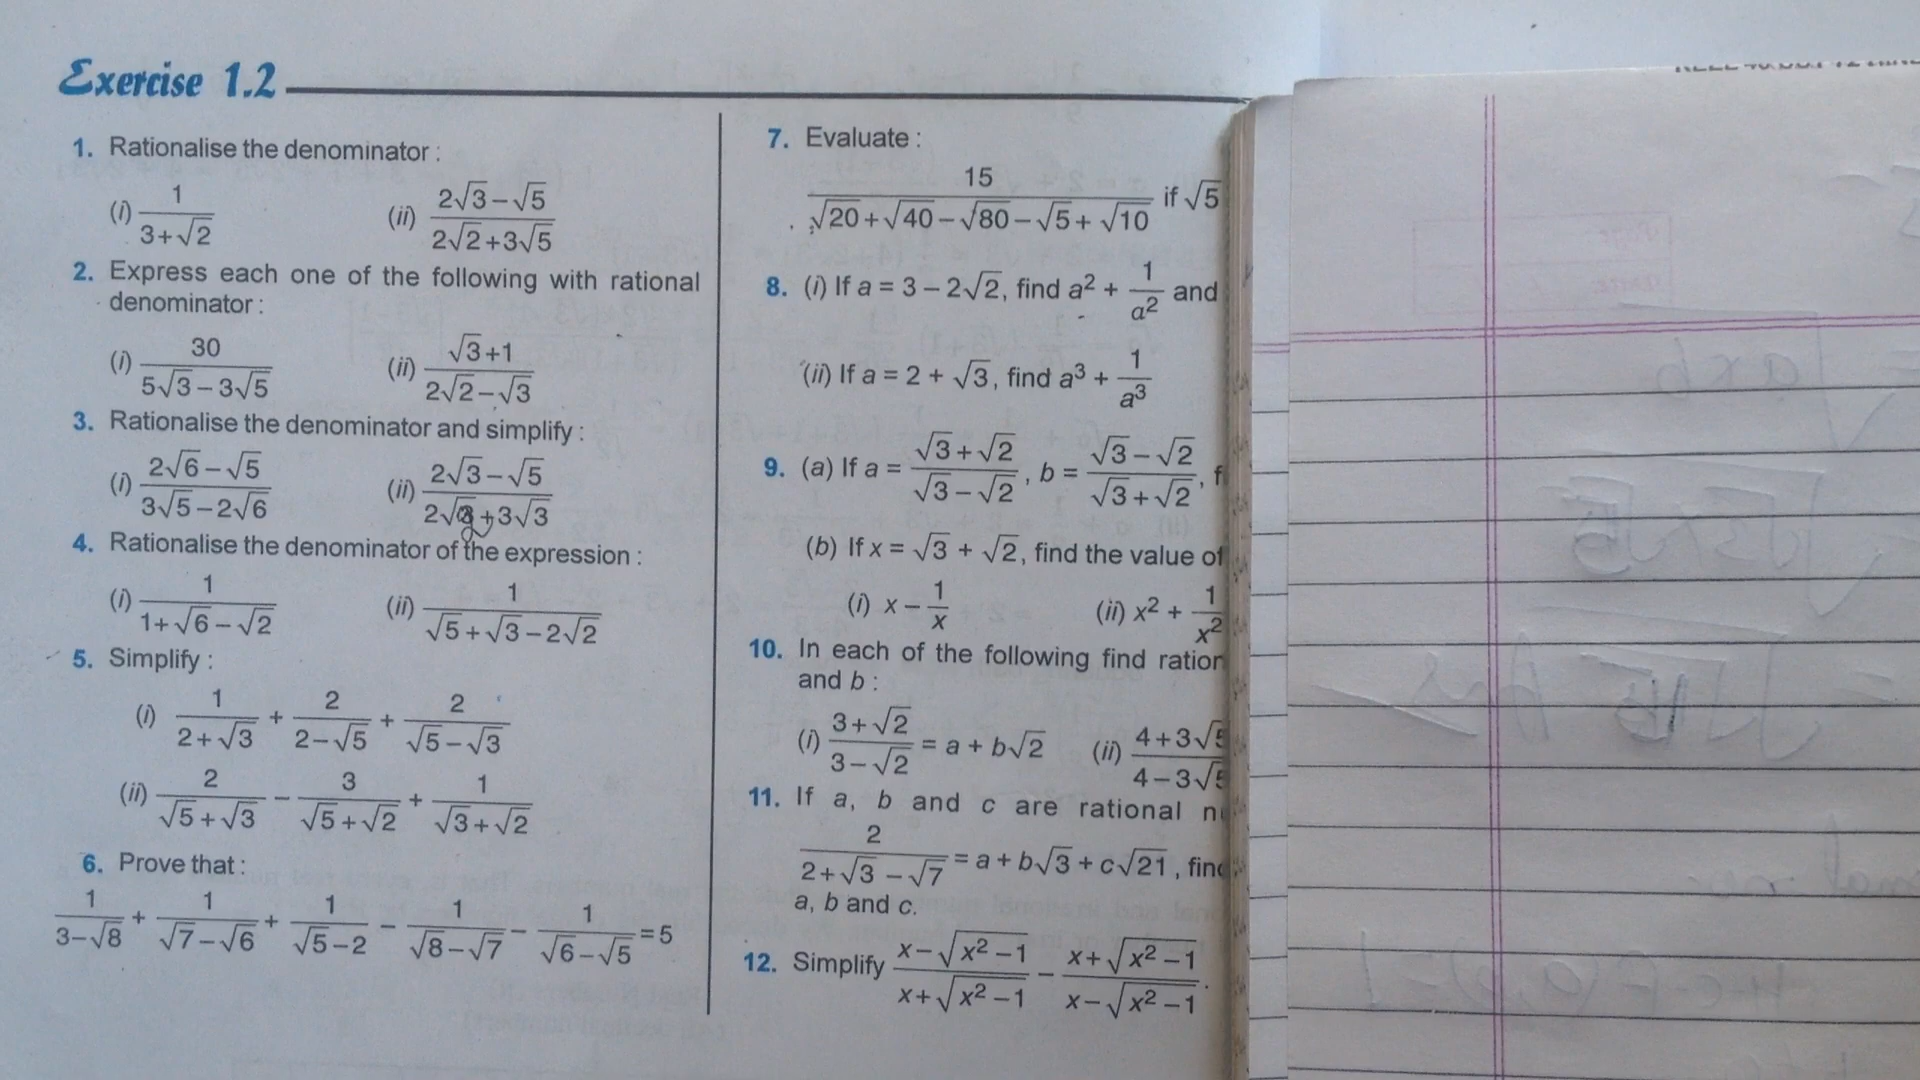 Exercise 1.2
1. Rationalise the denominator :
(i) 1/(3+√2) (ii) (2√3−√5)/(2√2+3√5)
2. Express each one of the following with rational
denominator :
(i) 30/(5√3−3√5) (ii) (√3+1)/(2√2−√3)
3. Rationalise the denominator and simplify :
(i) (2√6−√5)/(3√5−2√6) (ii) (2√3−√5)/(2√2+3√3)
4. Rationalise the denominator of the expression :
(i) 1/(1+√6−√2) (ii) 1/(√5+√3−2√2)
5. Simplify :
(i) 1/(2+√3) + 2/(2−√5) + 2/(√5−√3)
(ii) 2/(√5+√3) − 3/(√5+√2) + 1/(√3+√2)
6. Prove that :
1/(3−√8) + 1/(√7−√6) + 1/(√5−2) − 1/(√8−√7) − 1/(√6−√5) = 5
7. Evaluate :
15/(√20+√40−√80−√5+√10) if √5
8. (i) If a = 3 − 2√2, find a² + 1/a² and
(ii) If a = 2 + √3, find a³ + 1/a³
9. (a) If a = (√3+√2)/(√3−√2), b = (√3−√2)/(√3+√2),
(b) If x = √3 + √2, find the value of
(i) x − 1/x (ii) x² + 1/x²
10. In each of the following find ration
and b :
(i) (3+√2)/(3−√2) = a + b√2 (ii) (4+3√5)/(4−3√5)
11. If a, b and c are rational
2/(2+√3−√7) = a + b√3 + c√21, find
a, b and c.
12. Simplify (x−√(x²−1))/(x+√(x²−1)) − (x+√(x²−1))/(x−√(x²−1)).